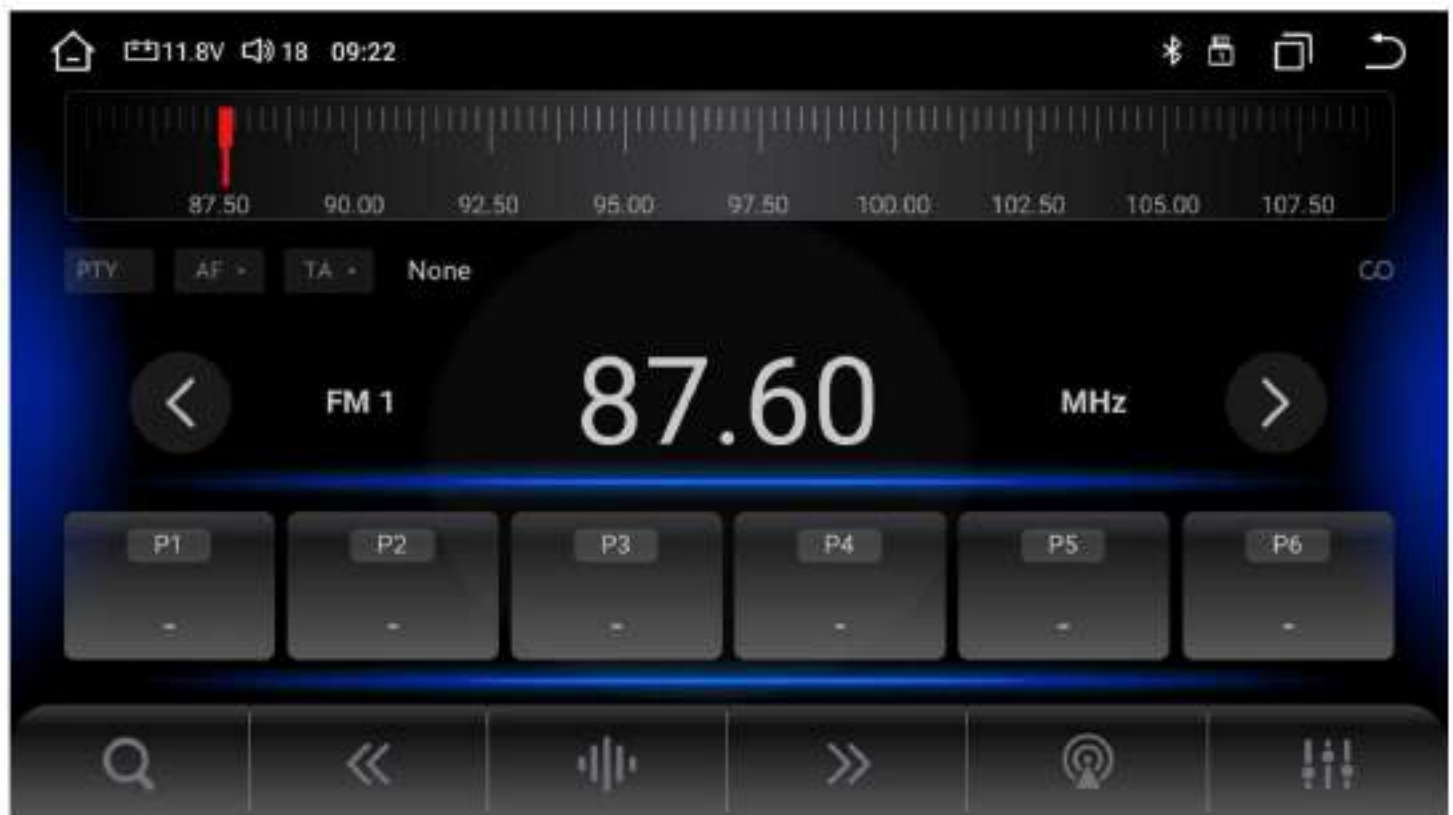 11.8V 18 09:22
87.50 90.00 92.50 95.00 97.50 100.00 102.50 105.00 107.50
PTY AF TA None
FM 1 87.60 MHz
P1 P2 P3 P4 P5 P6
- - - - - -